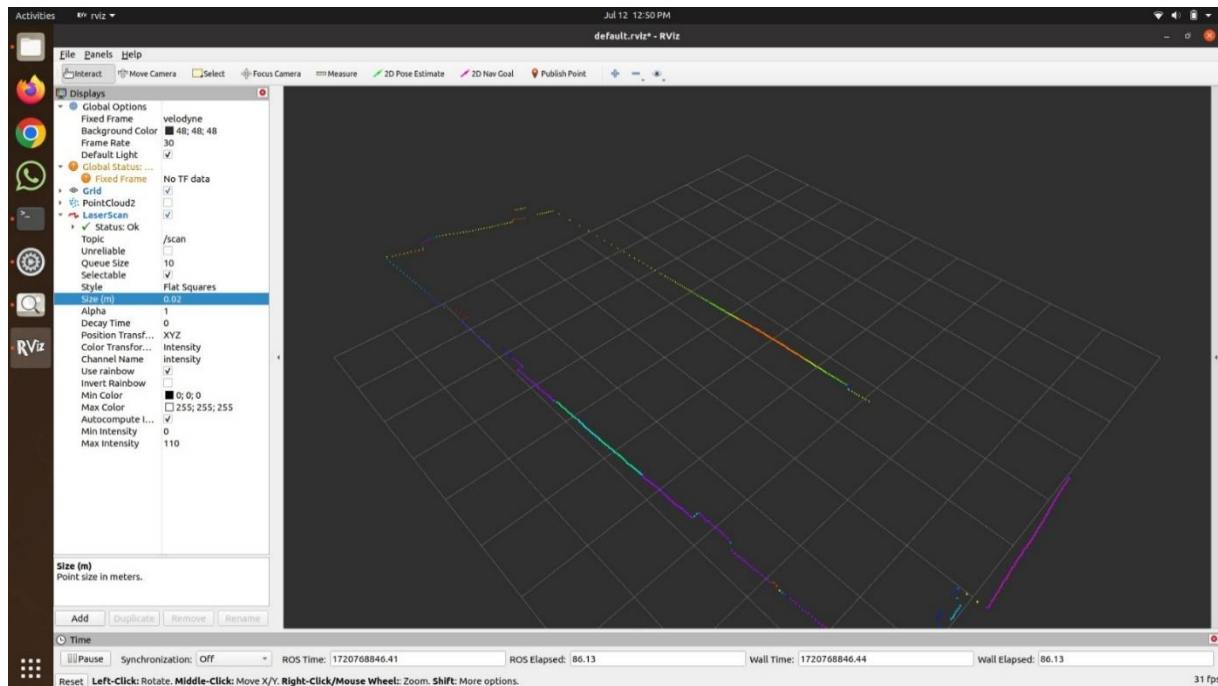 Activities RViz rviz Jul 12 12:50 PM
default.rviz* - RViz
File Panels Help
Interact Move Camera Select Focus Camera Measure 2D Pose Estimate 2D Nav Goal Publish Point
Displays
Global Options
Fixed Frame velodyne
Background Color 48; 48; 48
Frame Rate 30
Default Light
Global Status: ...
Fixed Frame No TF data
Grid
PointCloud2
LaserScan
Status: Ok
Topic /scan
Unreliable
Queue Size 10
Selectable
Style Flat Squares
Size (m) 0.02
Alpha 1
Decay Time 0
Position Transf... XYZ
Color Transfor... Intensity
Channel Name intensity
Use rainbow
Invert Rainbow
Min Color 0; 0; 0
Max Color 255; 255; 255
Autocompute I...
Min Intensity 0
Max Intensity 110
RViz
Size (m)
Point size in meters.
Add Duplicate Remove Rename
Time
Pause Synchronization: Off ROS Time: 1720768846.41 ROS Elapsed: 86.13 Wall Time: 1720768846.44 Wall Elapsed: 86.13
Reset Left-Click: Rotate. Middle-Click: Move X/Y. Right-Click/Mouse Wheel:: Zoom. Shift: More options. 31 fps